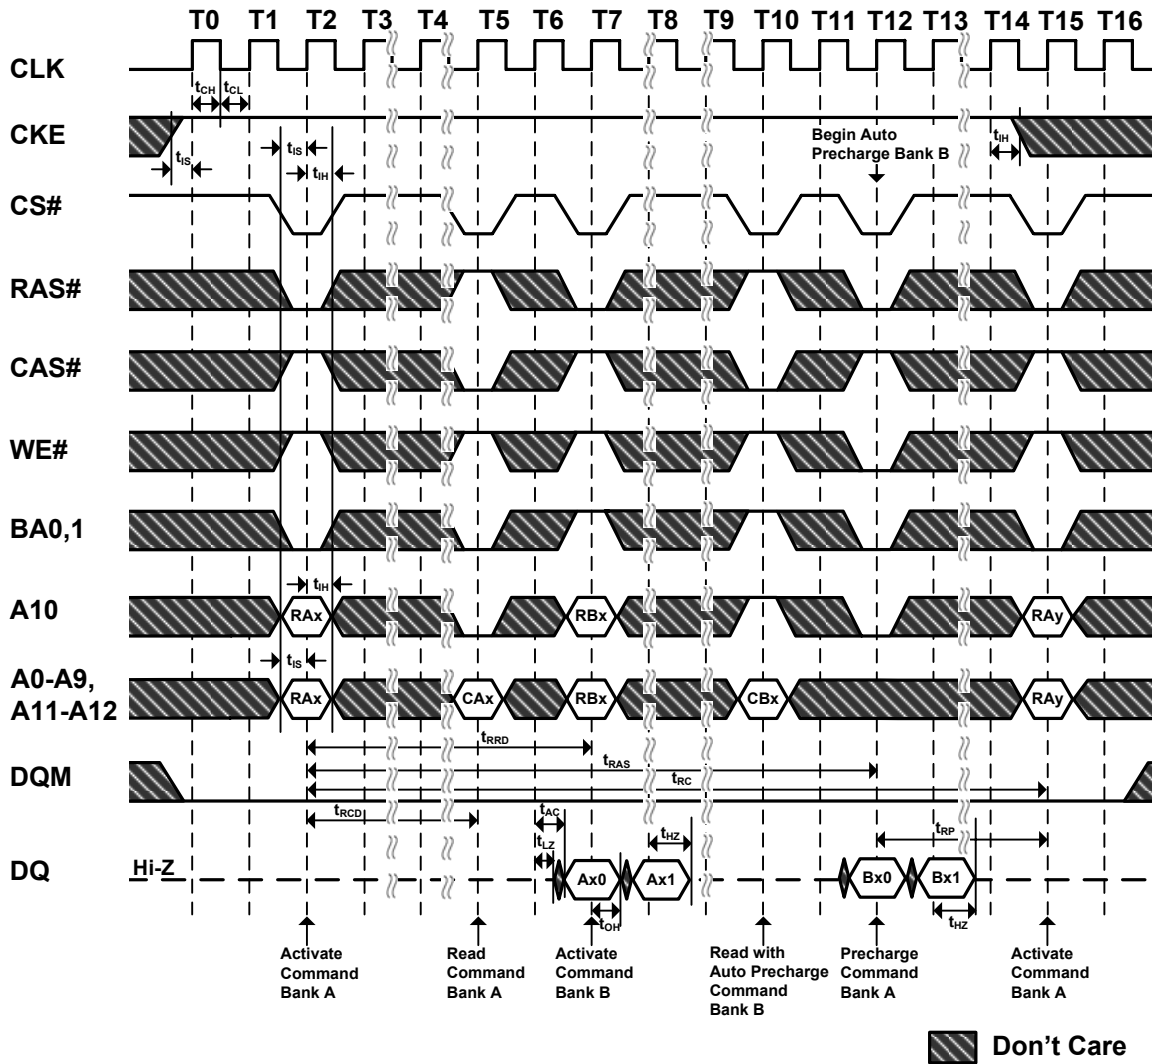 T0 T1 T2 T3 T4 T5 T6 T7 T8 T9 T10 T11 T12 T13 T14 T15 T16
CLK
tCH tCL
CKE
tIS tIS tIH
Begin Auto
Precharge Bank B
tIH
CS#
RAS#
CAS#
WE#
BA0,1
tIH
A10
RAx RBx RAy
tIS
A0-A9,
A11-A12
RAx CAx RBx CBx RAy
tRRD
tRAS
tRC
DQM
tRCD
tAC
tLZ
tHZ
tRP
DQ
Hi-Z
Ax0 Ax1 Bx0 Bx1
tOH
tHZ
Activate
Command
Bank A
Read
Command
Bank A
Activate
Command
Bank B
Read with
Auto Precharge
Command
Bank B
Precharge
Command
Bank A
Activate
Command
Bank A
Don't Care